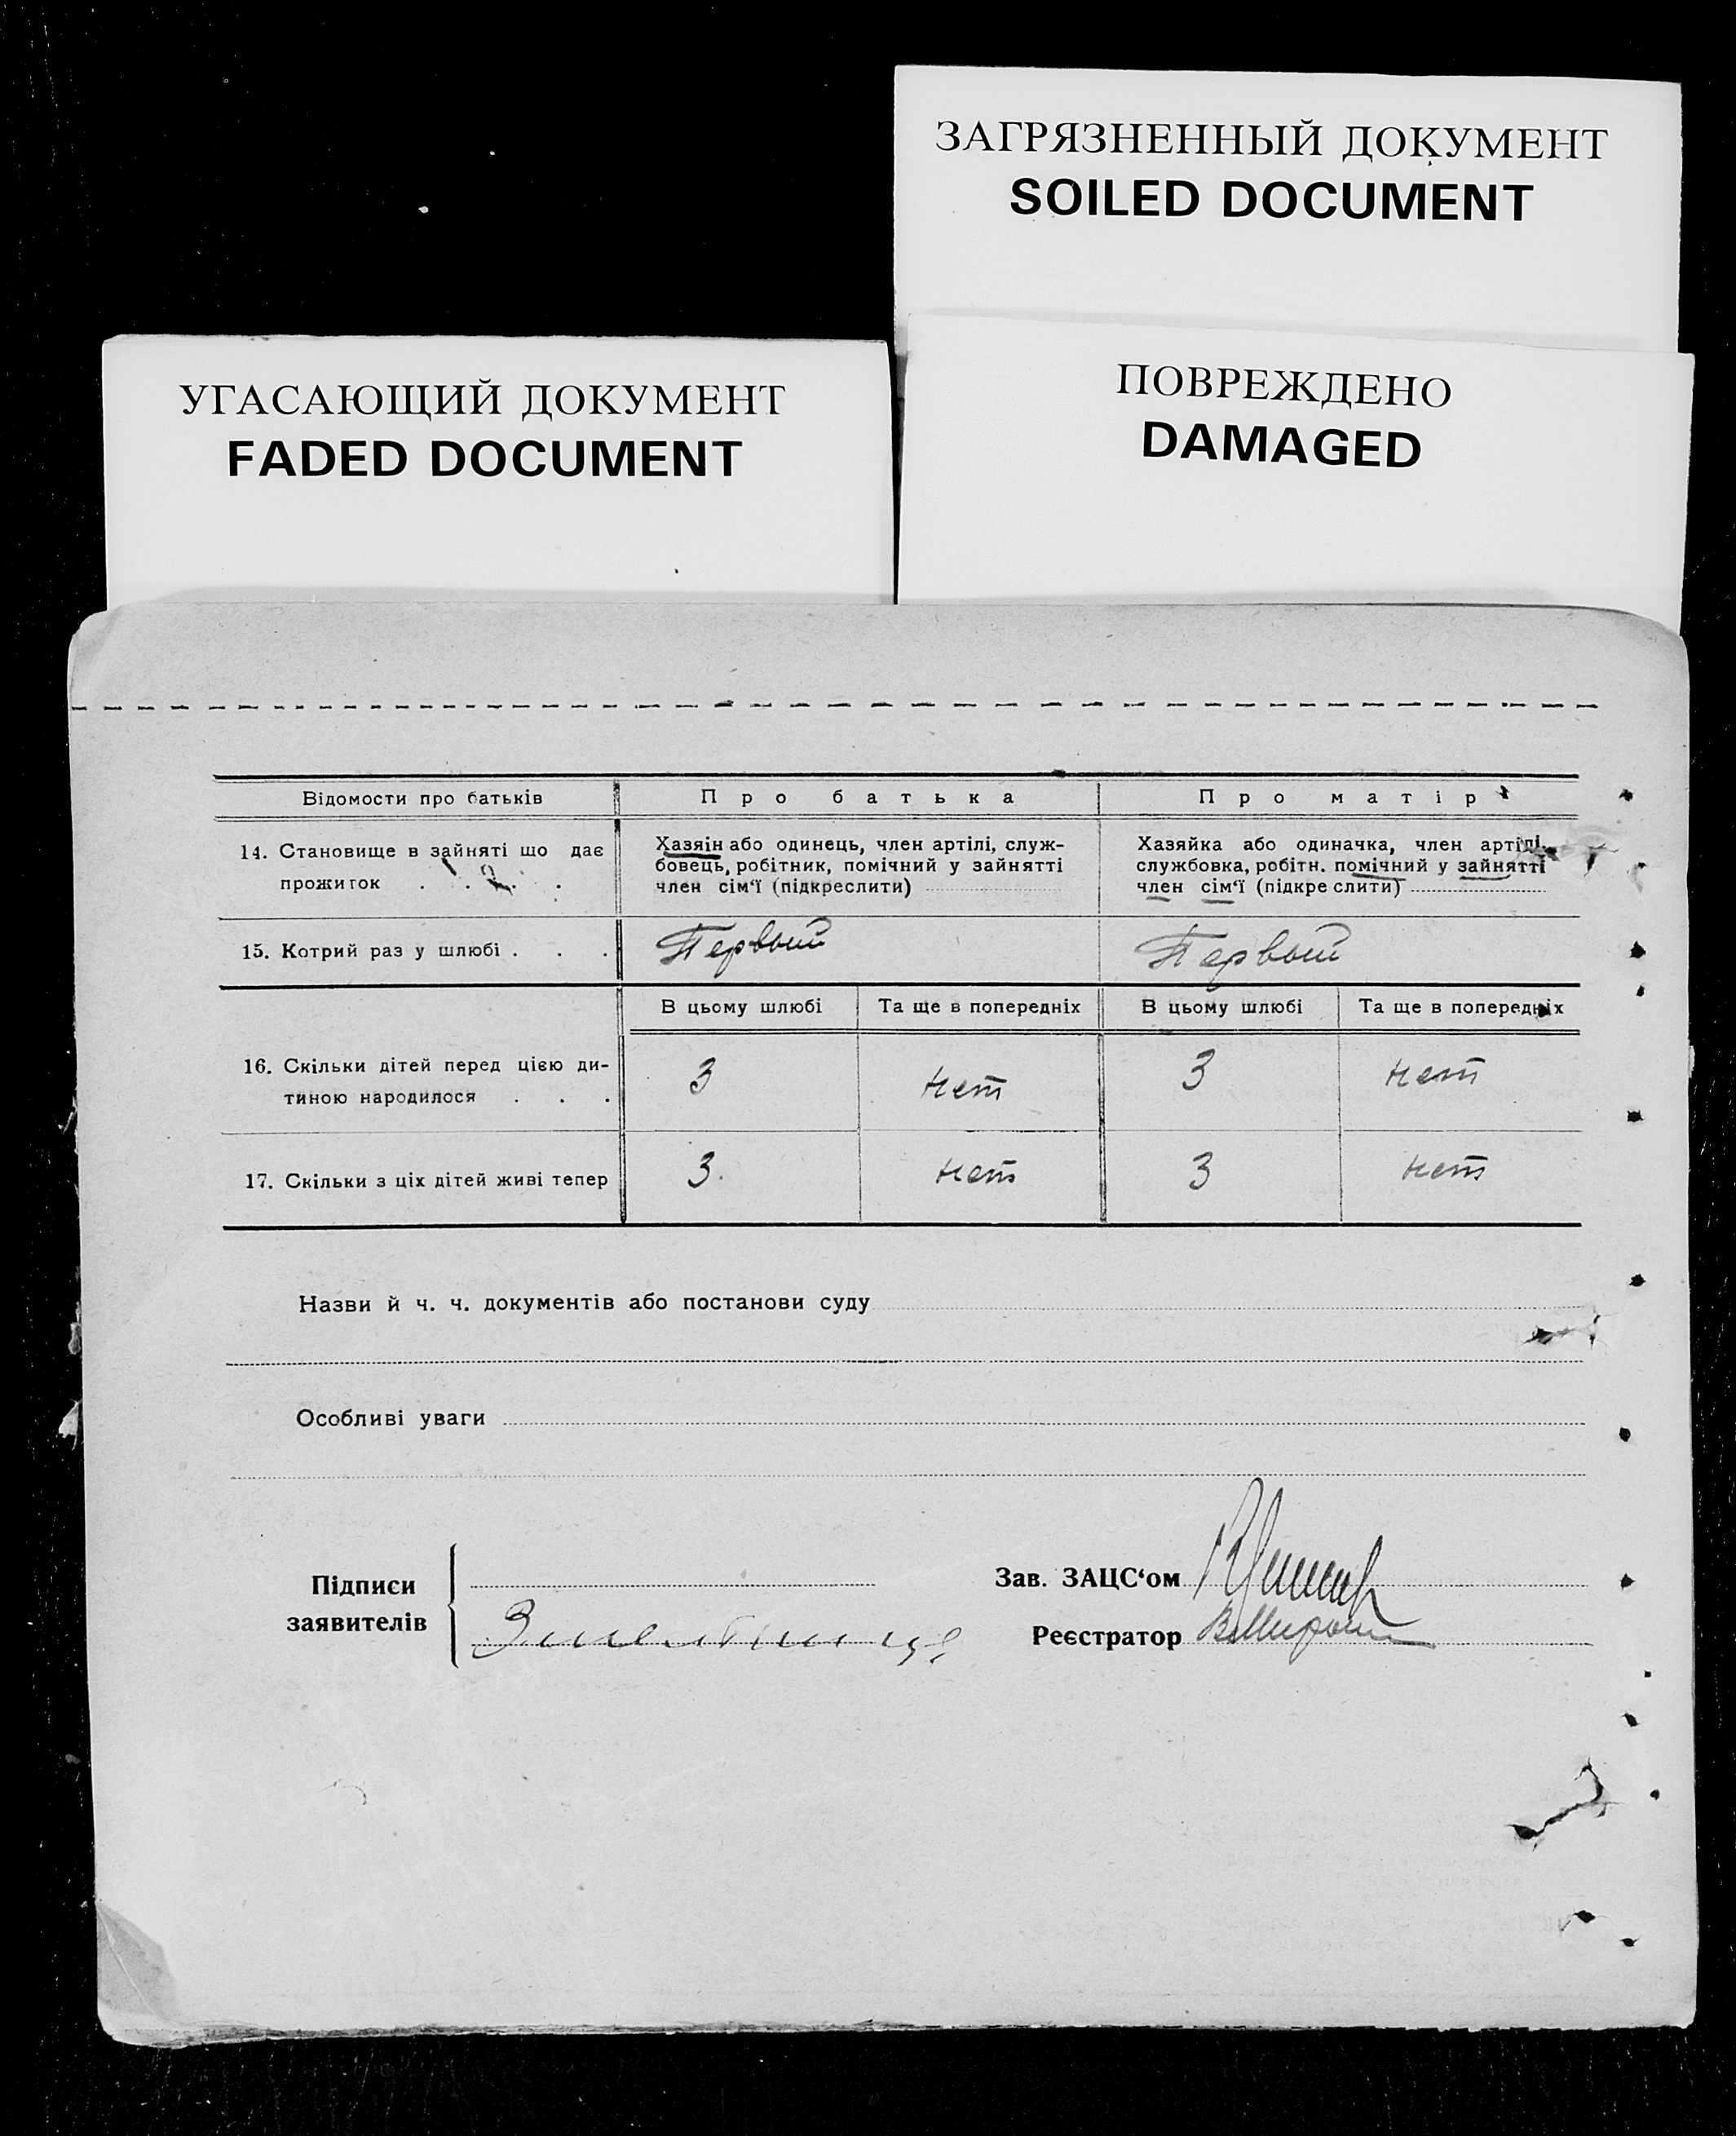 ЗАГРЯЗНЕННЫЙ ДОКУМЕНТ
SOILED DOCUMENT
УГАСАЮЩИЙ ДОКУМЕНТ
FADED DOCUMENT
ПОВРЕЖДЕНО
DAMAGED
Відомости про батьків
Про батька
Про матір
14. Становище в зайняті що дає
прожиток . . . .
Хазяін або одинець, член артілі, служ-
бовець, робітник, помічний у зайнятті
член сім‘ї (підкреслити)
Хазяйка або одиначка, член артілі,
службовка, робітн. помічний у зайнятті
член сім‘ї (підкреслити)
15. Котрий раз у шлюбі . . .
Первый
Первый
В цьому шлюбі
Та ще в попередніх
В цьому шлюбі
Та ще в попередніх
16. Скільки дітей перед цією ди-
тиною народилося . . .
3
нет
3
нет
17. Скільки з ціх дітей живі тепер
3.
нет
3
нет
Назви й ч. ч. документів або постанови суду
Особливі уваги
Підписи
заявителів
Зав. ЗАЦС‘ом
Реєстратор